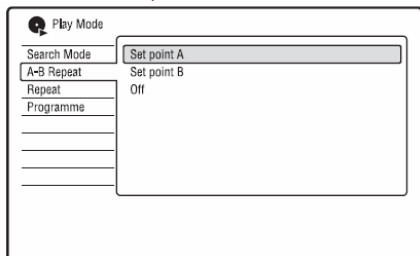 Play Mode
Search Mode
A-B Repeat
Repeat
Programme
Set point A
Set point B
Off